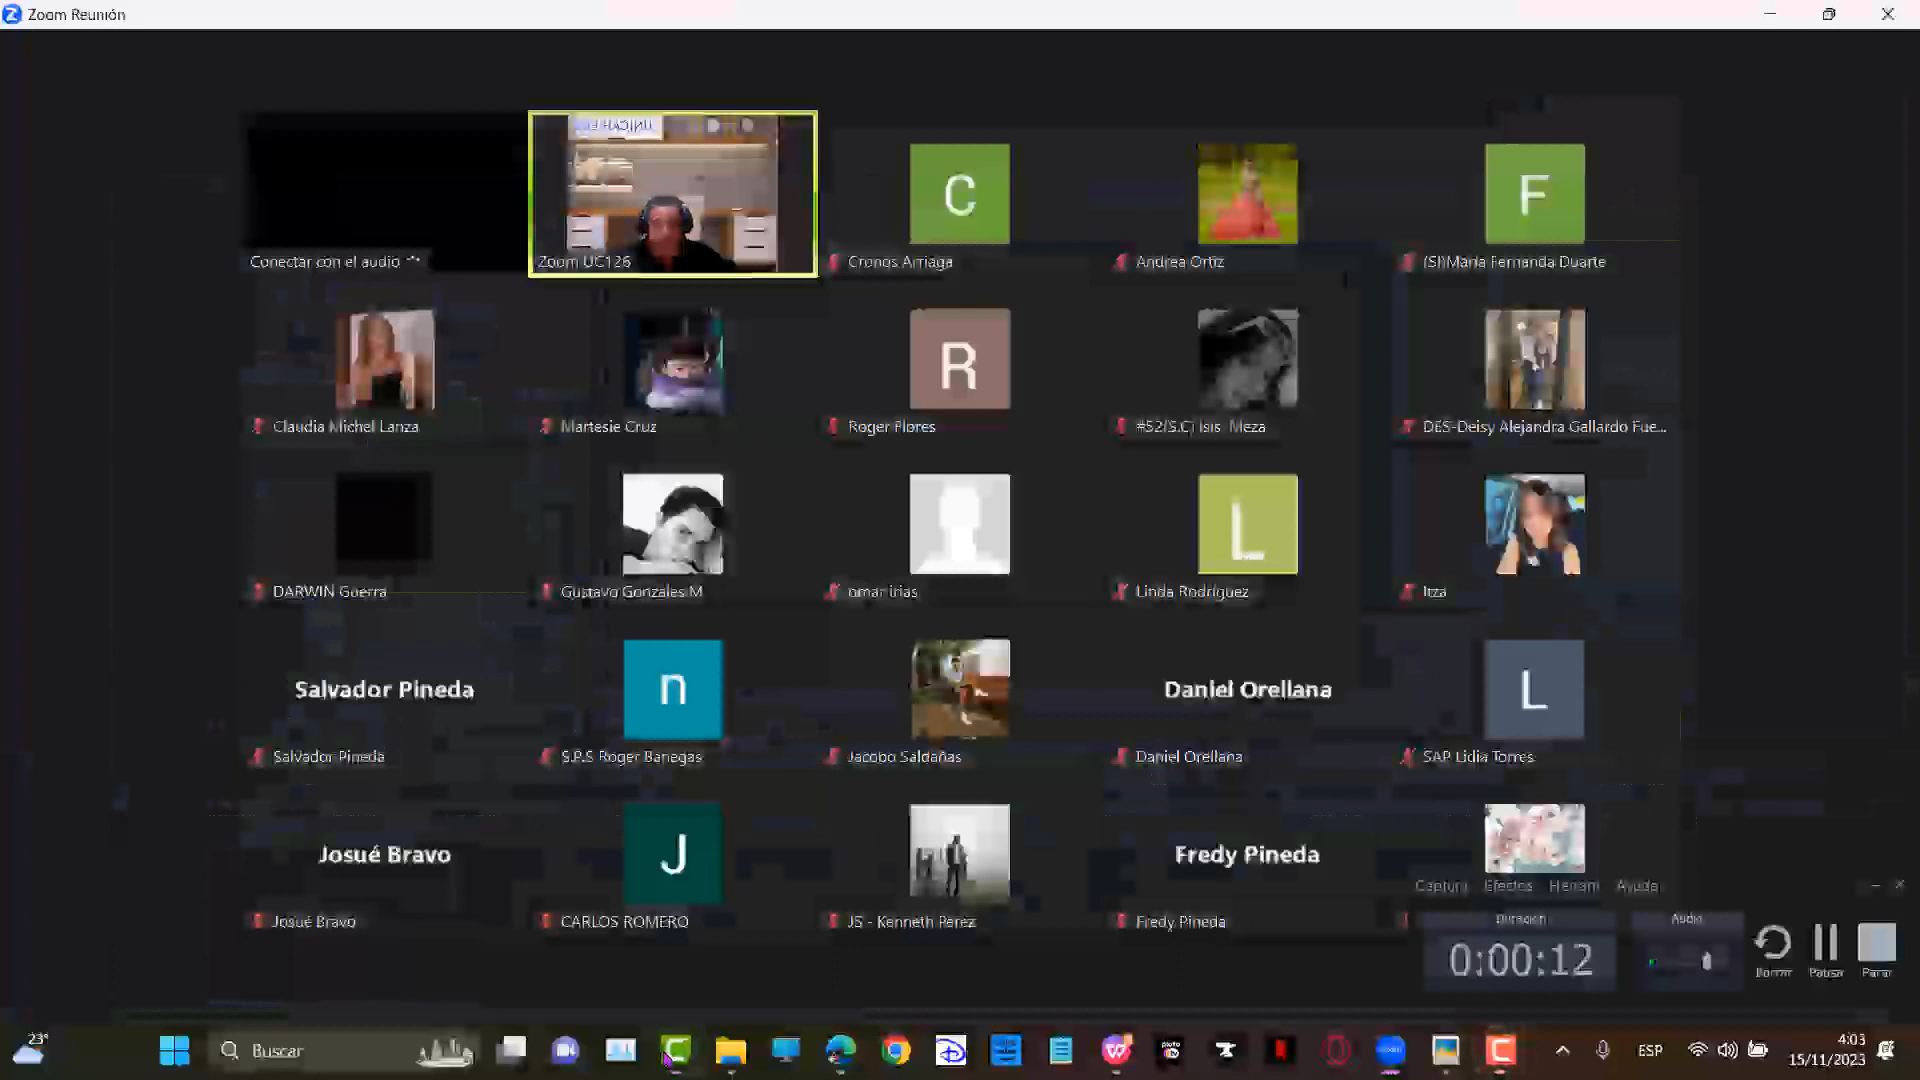 Zoom Reunión
Conectar con el audio
Zoom UC126
C
Cronos Arriaga
Andrea Ortiz
F
(SI)Maria Fernanda Duarte
Claudia Michel Lanza
Martesie Cruz
R
Roger Flores
#52(S.C) Isis Meza
DES-Deisy Alejandra Gallardo Fue...
DARWIN Guerra
Gustavo Gonzales M
omar irias
L
Linda Rodríguez
Itza
Salvador Pineda
Salvador Pineda
n
S.P.S Roger Banegas
Jacobo Saldañas
Daniel Orellana
Daniel Orellana
L
SAP Lidia Torres
Josué Bravo
Josué Bravo
J
CARLOS ROMERO
JS - Kenneth Perez
Fredy Pineda
Fredy Pineda
Efectos
Ayuda
Duración
0:00:12
Audio
Borrar
Pausa
Parar
23°
Buscar
ESP
4:03
15/11/2023